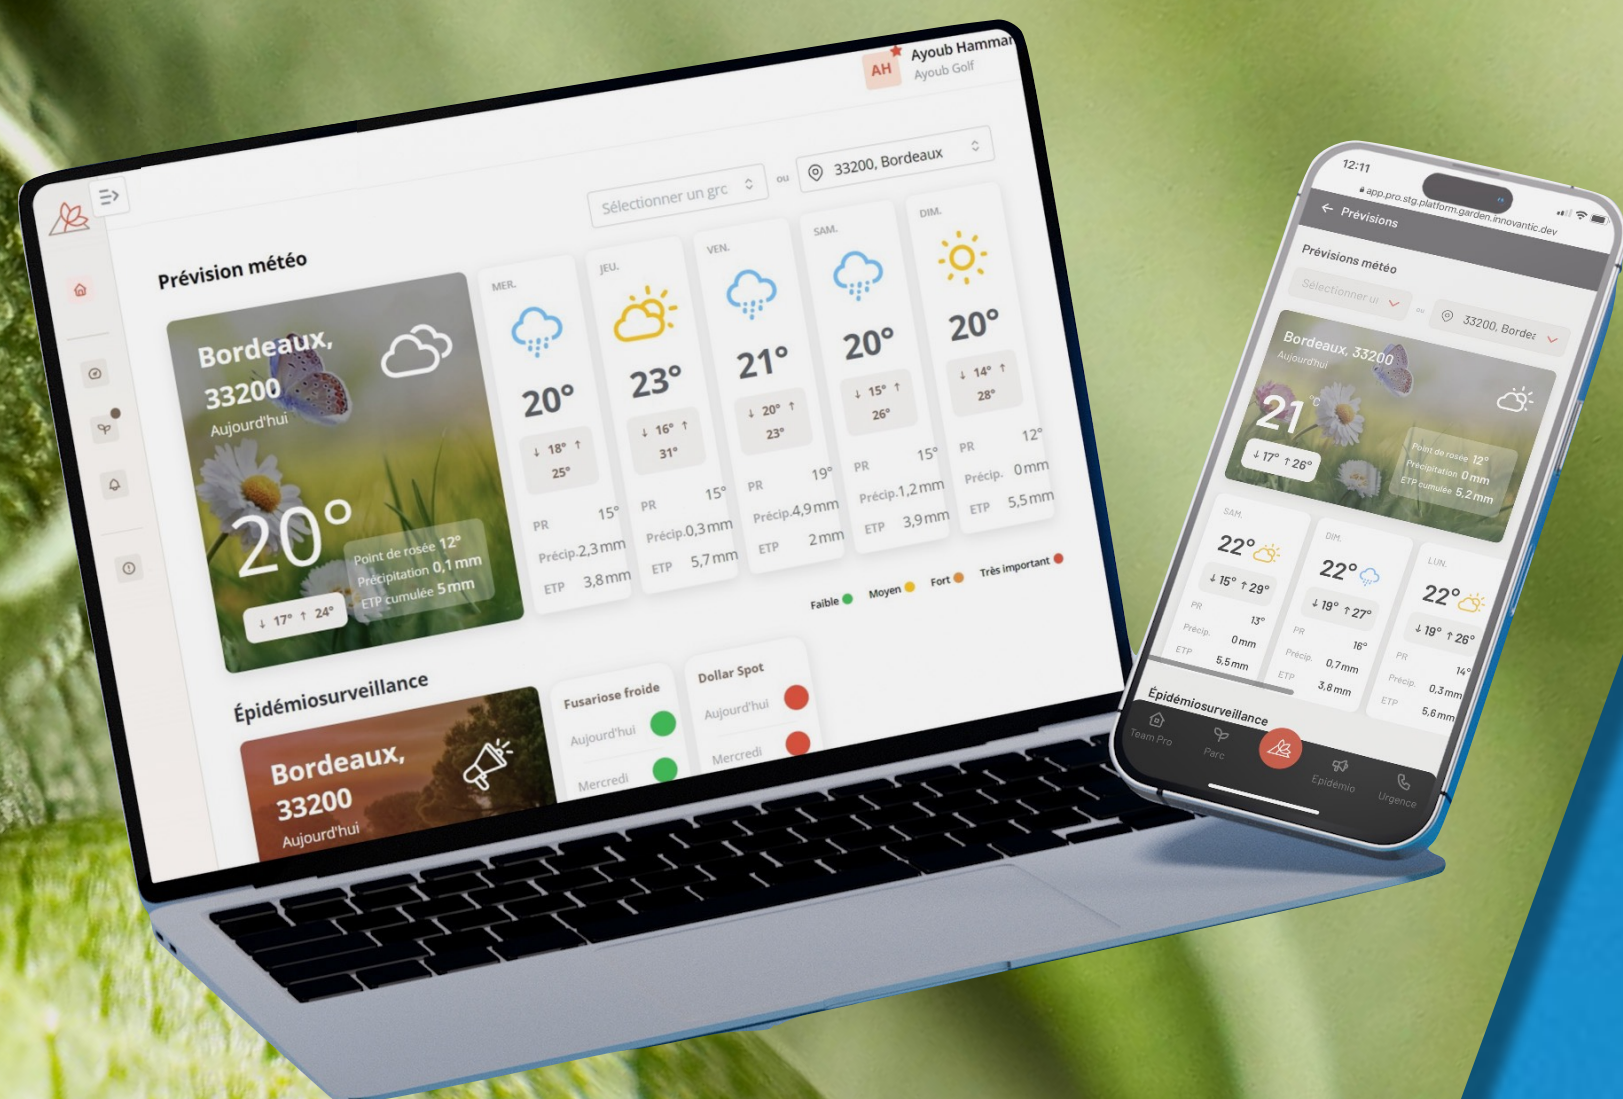 AH
Ayoub Hammar
Ayoub Golf
Sélectionner un grc
ou
33200, Bordeaux
Prévision météo
Bordeaux,
33200
Aujourd'hui
20°
Point de rosée 12°
Précipitation 0,1 mm
ETP cumulée 5 mm
↓ 17° ↑ 24°
MER.
20°
↓ 18° ↑
25°
PR 15°
Précip. 2,3 mm
ETP 3,8 mm
JEU.
23°
↓ 16° ↑
31°
PR 15°
Précip. 0,3 mm
ETP 5,7 mm
VEN.
21°
↓ 20° ↑
23°
PR 19°
Précip. 4,9 mm
ETP 2 mm
SAM.
20°
↓ 15° ↑
26°
PR 15°
Précip. 1,2 mm
ETP 3,9 mm
DIM.
20°
↓ 14° ↑
28°
PR 12°
Précip. 0 mm
ETP 5,5 mm
Faible Moyen Fort Très important
Épidémiosurveillance
Bordeaux,
33200
Aujourd'hui
Fusariose froide
Aujourd'hui
Mercredi
Dollar Spot
Aujourd'hui
Mercredi
12:11
app.pro.stg.platform.garden.innovantic.dev
← Prévisions
Prévisions météo
Sélectionner ur
ou
33200, Bordea
Bordeaux, 33200
Aujourd'hui
21 °C
↓ 17° ↑ 26°
Point de rosée 12°
Précipitation 0 mm
ETP cumulée 5,2 mm
SAM.
22°
↓ 15° ↑ 29°
PR 13°
Précip. 0 mm
ETP 5,5 mm
DIM.
22°
↓ 19° ↑ 27°
PR 16°
Précip. 0,7 mm
ETP 3,8 mm
LUN.
22°
↓ 19° ↑ 26°
PR 14°
Précip. 0,3 mm
ETP 5,6 mm
Épidémiosurveillance
Team Pro
Parc
Epidémio
Urgence